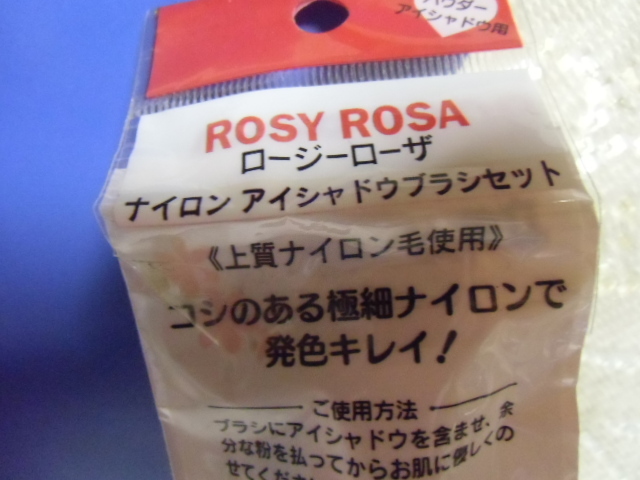 パウダー
アイシャドウ用
ROSY ROSA
ロージーローザ
ナイロン アイシャドウブラシセット
《上質ナイロン毛使用》
コシのある極細ナイロンで
発色キレイ!
ご使用方法
ブラシにアイシャドウを含ませ、余
分な粉を払ってからお肌に優しくの
せてくださ